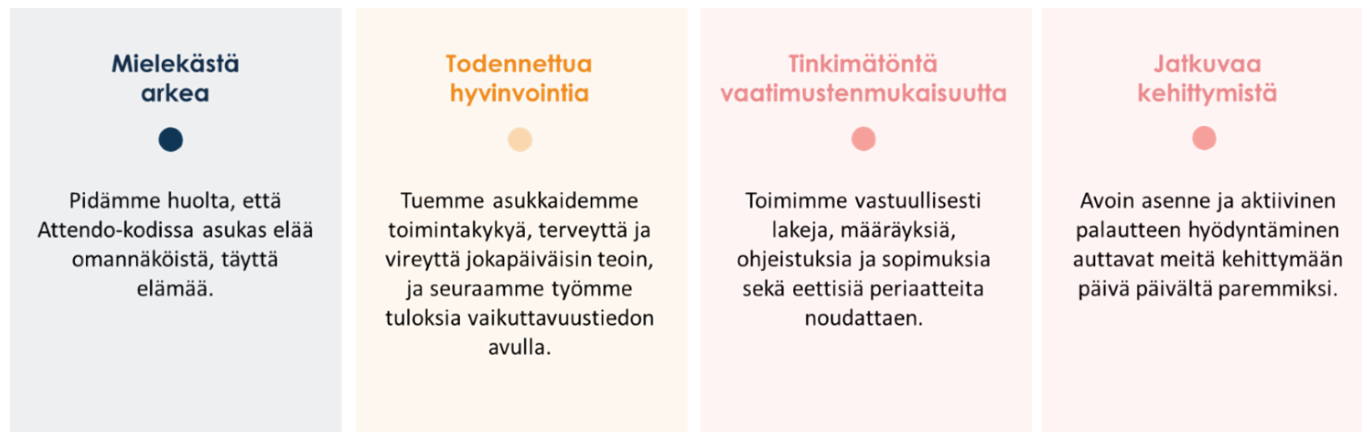 Mielekästä
arkea
Pidämme huolta, että
Attendo-kodissa asukas elää
omannäköistä, täyttä
elämää.
Todennettua
hyvinvointia
Tuemme asukkaidemme
toimintakykyä, terveyttä ja
vireyttä jokapäiväisin teoin,
ja seuraamme työmme
tuloksia vaikuttavuustiedon
avulla.
Tinkimätöntä
vaatimustenmukaisuutta
Toimimme vastuullisesti
lakeja, määräyksiä,
ohjeistuksia ja sopimuksia
sekä eettisiä periaatteita
noudattaen.
Jatkuvaa
kehittymistä
Avoin asenne ja aktiivinen
palautteen hyödyntäminen
auttavat meitä kehittymään
päivä päivältä paremmiksi.